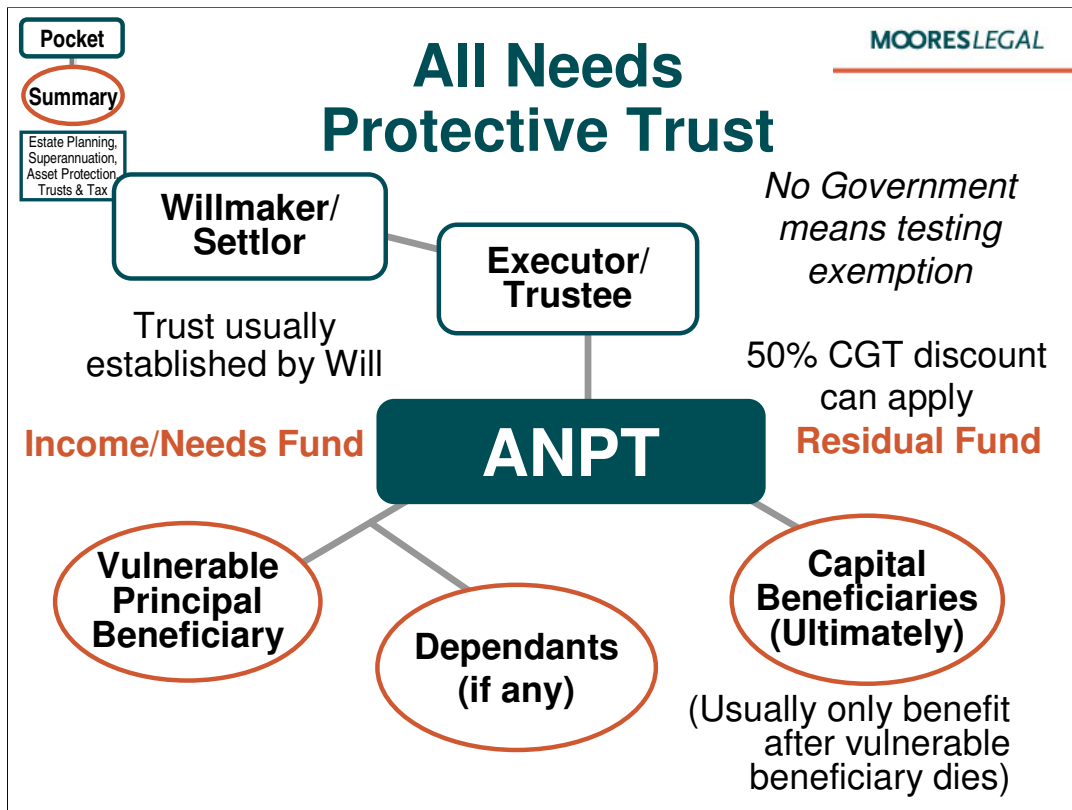 Pocket
Summary
Estate Planning,
Superannuation,
Asset Protection,
Trusts & Tax
All Needs
Protective Trust
MOORESLEGAL
Willmaker/
Settlor
Executor/
Trustee
No Government
means testing
exemption
Trust usually
established by Will
50% CGT discount
can apply
Income/Needs Fund
ANPT
Residual Fund
Vulnerable
Principal
Beneficiary
Dependants
(if any)
Capital
Beneficiaries
(Ultimately)
(Usually only benefit
after vulnerable
beneficiary dies)